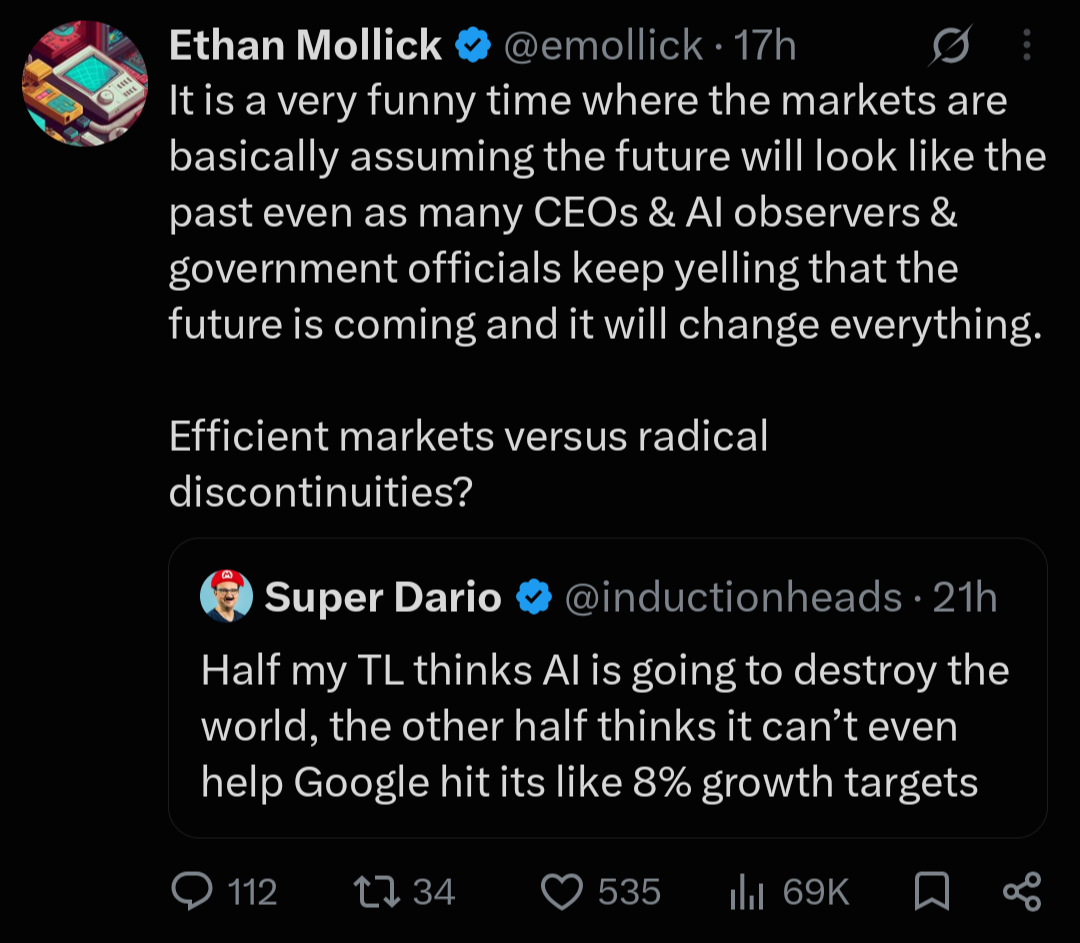 Ethan Mollick @emollick · 17h
It is a very funny time where the markets are
basically assuming the future will look like the
past even as many CEOs & AI observers &
government officials keep yelling that the
future is coming and it will change everything.
Efficient markets versus radical
discontinuities?
Super Dario @inductionheads · 21h
Half my TL thinks AI is going to destroy the
world, the other half thinks it can’t even
help Google hit its like 8% growth targets
112 34 535 69K